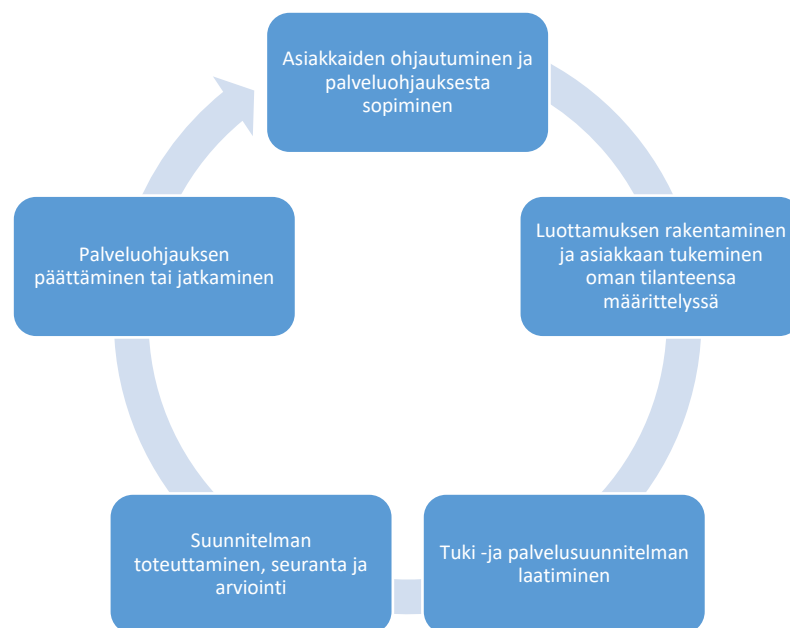 Asiakkaiden ohjautuminen ja
palveluohjauksesta
sopiminen
Luottamuksen rakentaminen
ja asiakkaan tukeminen
oman tilanteensa
määrittelyssä
Tuki -ja palvelusuunnitelman
laatiminen
Suunnitelman
toteuttaminen, seuranta ja
arviointi
Palveluohjauksen
päättäminen tai jatkaminen